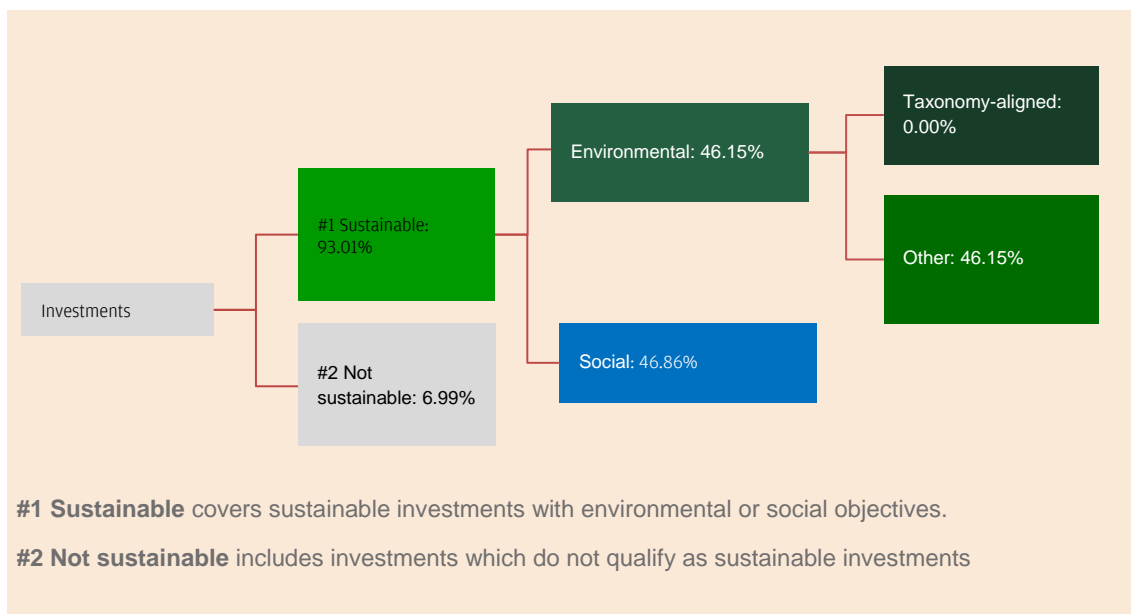 Investments
#1 Sustainable:
93.01%
#2 Not
sustainable: 6.99%
Environmental: 46.15%
Social: 46.86%
Taxonomy-aligned:
0.00%
Other: 46.15%
#1 Sustainable covers sustainable investments with environmental or social objectives.
#2 Not sustainable includes investments which do not qualify as sustainable investments